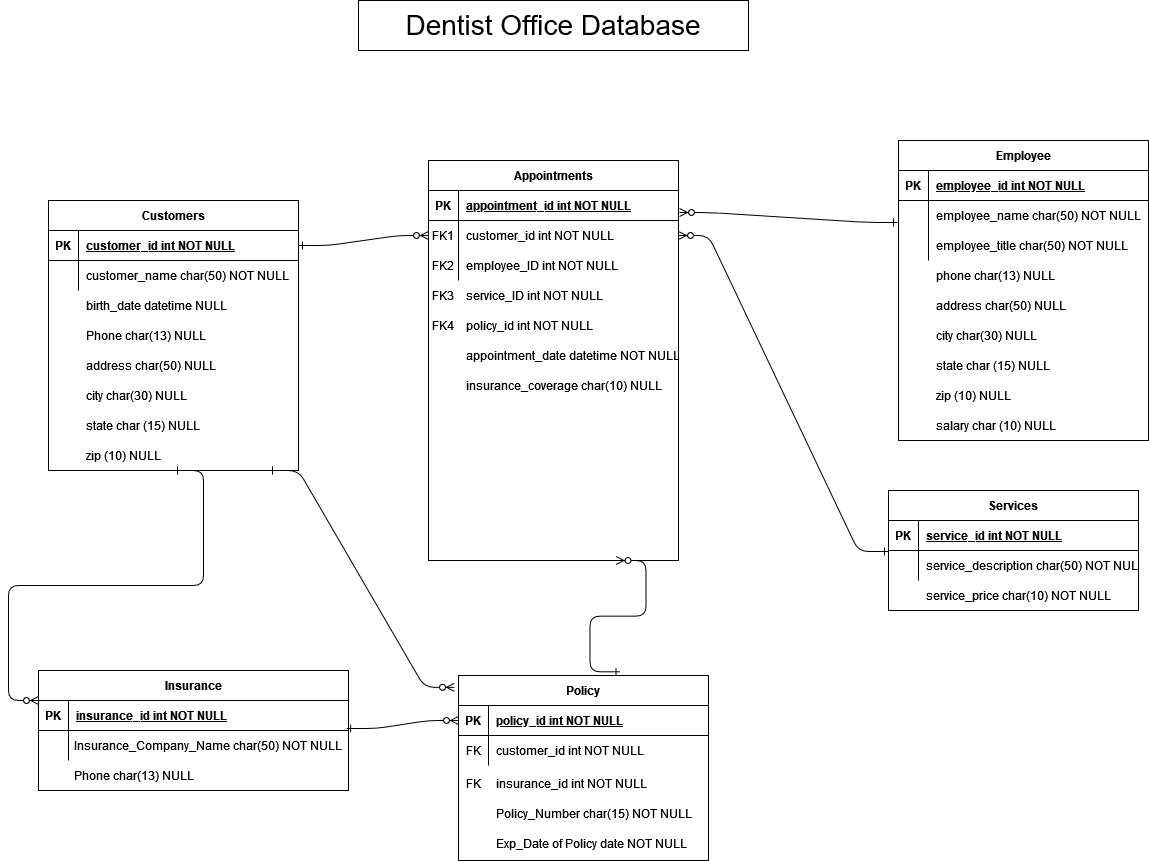 Dentist Office Database
Customers
PK customer_id int NOT NULL
customer_name char(50) NOT NULL
birth_date datetime NULL
Phone char(13) NULL
address char(50) NULL
city char(30) NULL
state char (15) NULL
zip (10) NULL
Appointments
PK appointment_id int NOT NULL
FK1 customer_id int NOT NULL
FK2 employee_ID int NOT NULL
FK3 service_ID int NOT NULL
FK4 policy_id int NOT NULL
appointment_date datetime NOT NULL
insurance_coverage char(10) NULL
Employee
PK employee_id int NOT NULL
employee_name char(50) NOT NULL
employee_title char(50) NOT NULL
phone char(13) NULL
address char(50) NULL
city char(30) NULL
state char (15) NULL
zip (10) NULL
salary char (10) NULL
Services
PK service_id int NOT NULL
service_description char(50) NOT NUL
service_price char(10) NOT NULL
Insurance
PK insurance_id int NOT NULL
Insurance_Company_Name char(50) NOT NULL
Phone char(13) NULL
Policy
PK policy_id int NOT NULL
FK customer_id int NOT NULL
FK insurance_id int NOT NULL
Policy_Number char(15) NOT NULL
Exp_Date of Policy date NOT NULL